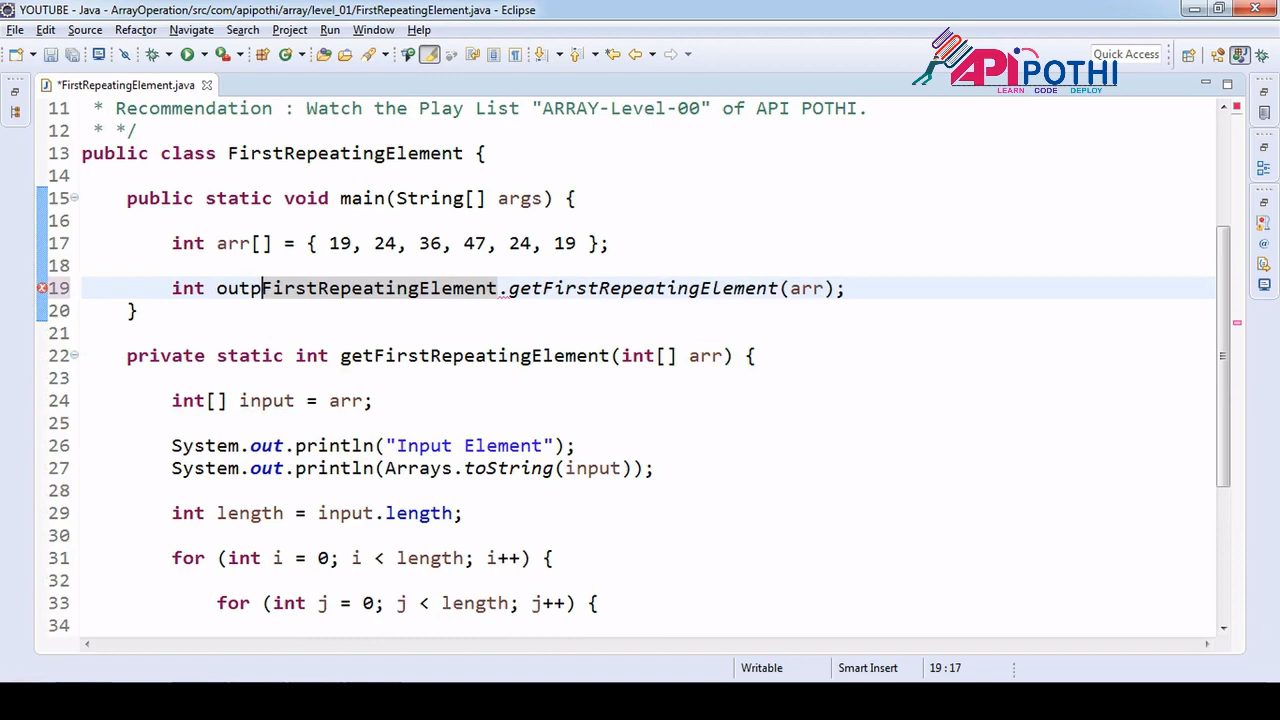 YOUTUBE - Java - ArrayOperation/src/com/apipothi/array/level_01/FirstRepeatingElement.java - Eclipse
File Edit Source Refactor Navigate Search Project Run Window Help
Quick Access
APIPOTHI
LEARN CODE DEPLOY
*FirstRepeatingElement.java
11 * Recommendation : Watch the Play List "ARRAY-Level-00" of API POTHI.
12 * */
13 public class FirstRepeatingElement {
14
15 public static void main(String[] args) {
16
17 int arr[] = { 19, 24, 36, 47, 24, 19 };
18
19 int outpFirstRepeatingElement.getFirstRepeatingElement(arr);
20 }
21
22 private static int getFirstRepeatingElement(int[] arr) {
23
24 int[] input = arr;
25
26 System.out.println("Input Element");
27 System.out.println(Arrays.toString(input));
28
29 int length = input.length;
30
31 for (int i = 0; i < length; i++) {
32
33 for (int j = 0; j < length; j++) {
34
Writable Smart Insert 19 : 17